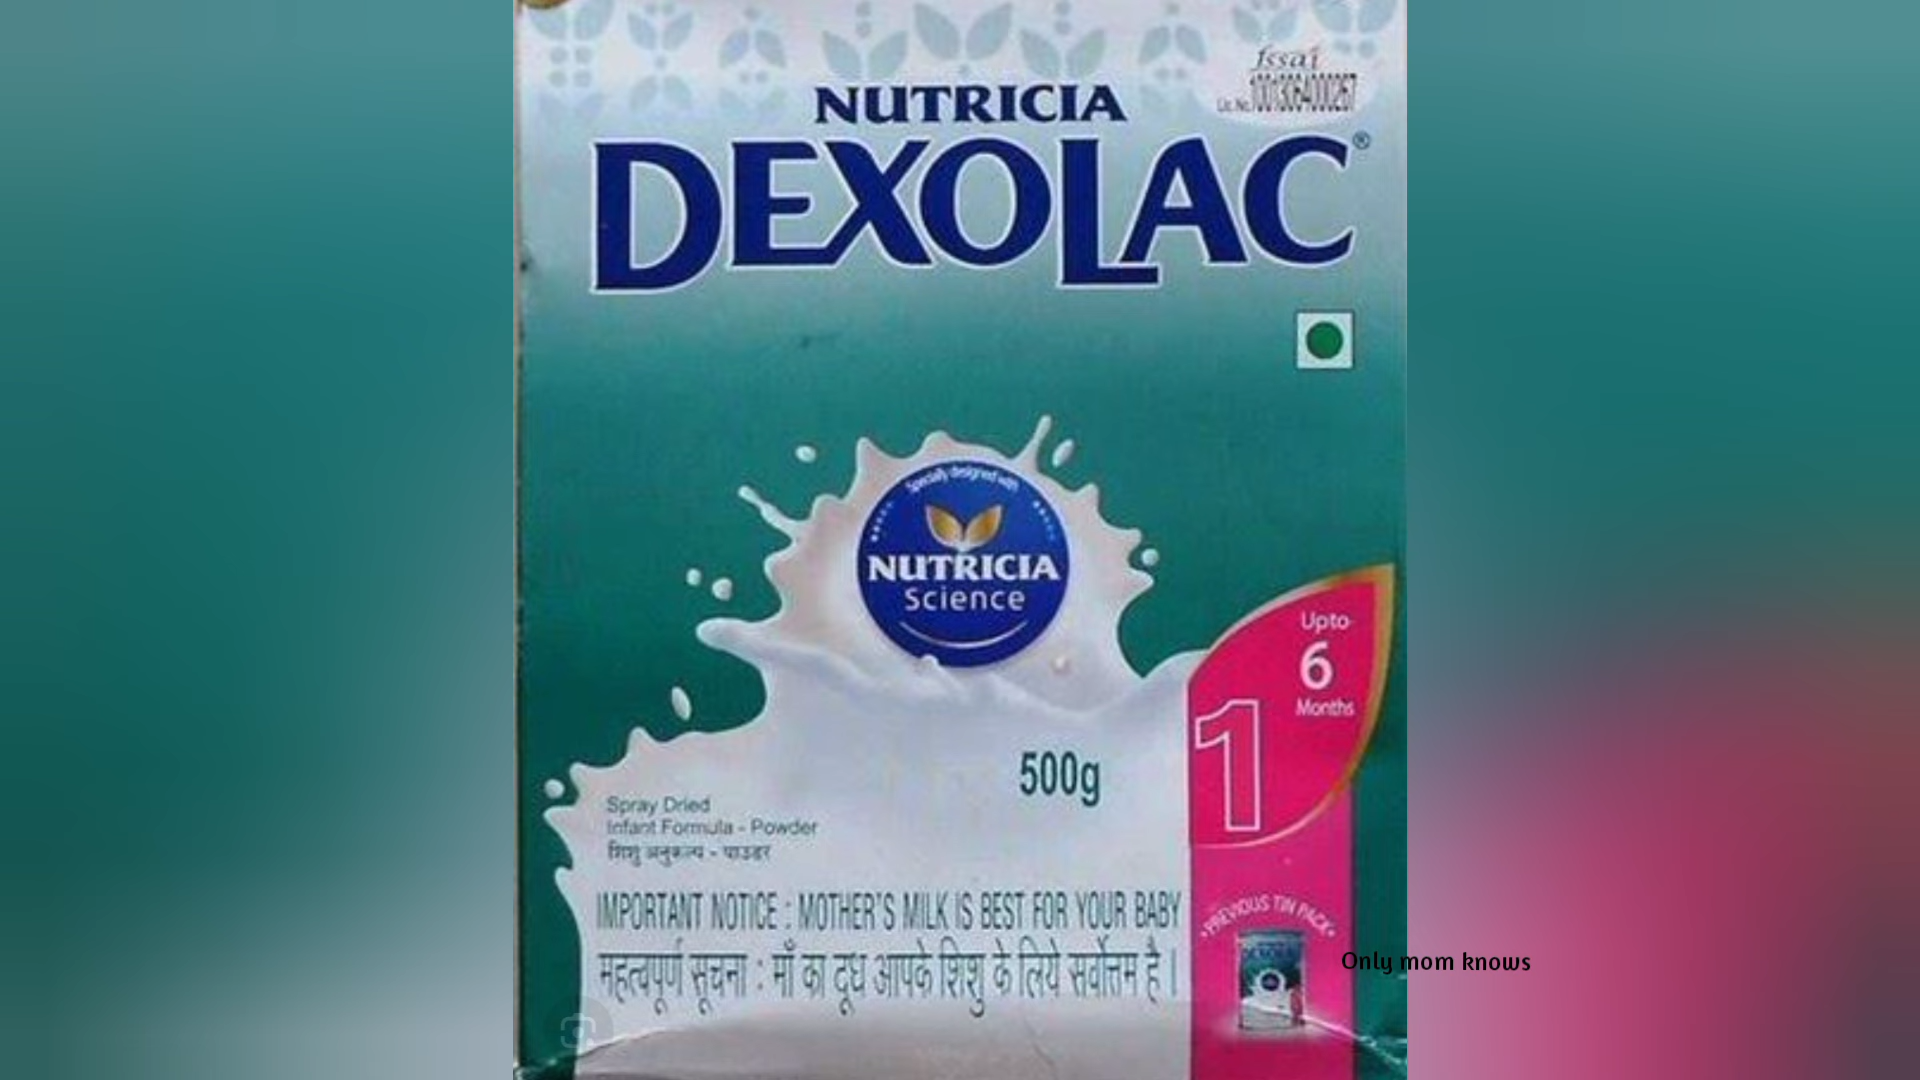 fssai
Lic. No. 10013064000267
NUTRICIA
DEXOLAC®
Specially designed with
NUTRICIA
Science
Upto
6
Months
1
500g
Spray Dried
Infant Formula - Powder
शिशु अनुकल्प - पाउडर
IMPORTANT NOTICE : MOTHER'S MILK IS BEST FOR YOUR BABY
महत्वपूर्ण सूचना : माँ का दूध आपके शिशु के लिये सर्वोत्तम है ।
•PREVIOUS TIN PACK•
DEXOLAC
Only mom knows